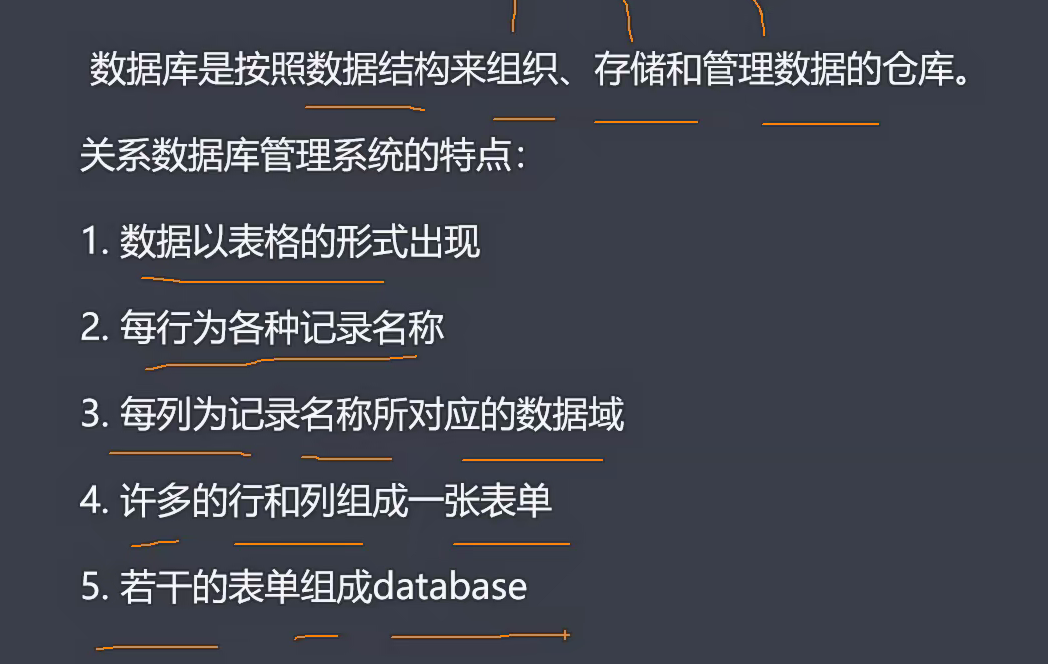 数据库是按照数据结构来组织、存储和管理数据的仓库。
关系数据库管理系统的特点：
1. 数据以表格的形式出现
2. 每行为各种记录名称
3. 每列为记录名称所对应的数据域
4. 许多的行和列组成一张表单
5. 若干的表单组成database